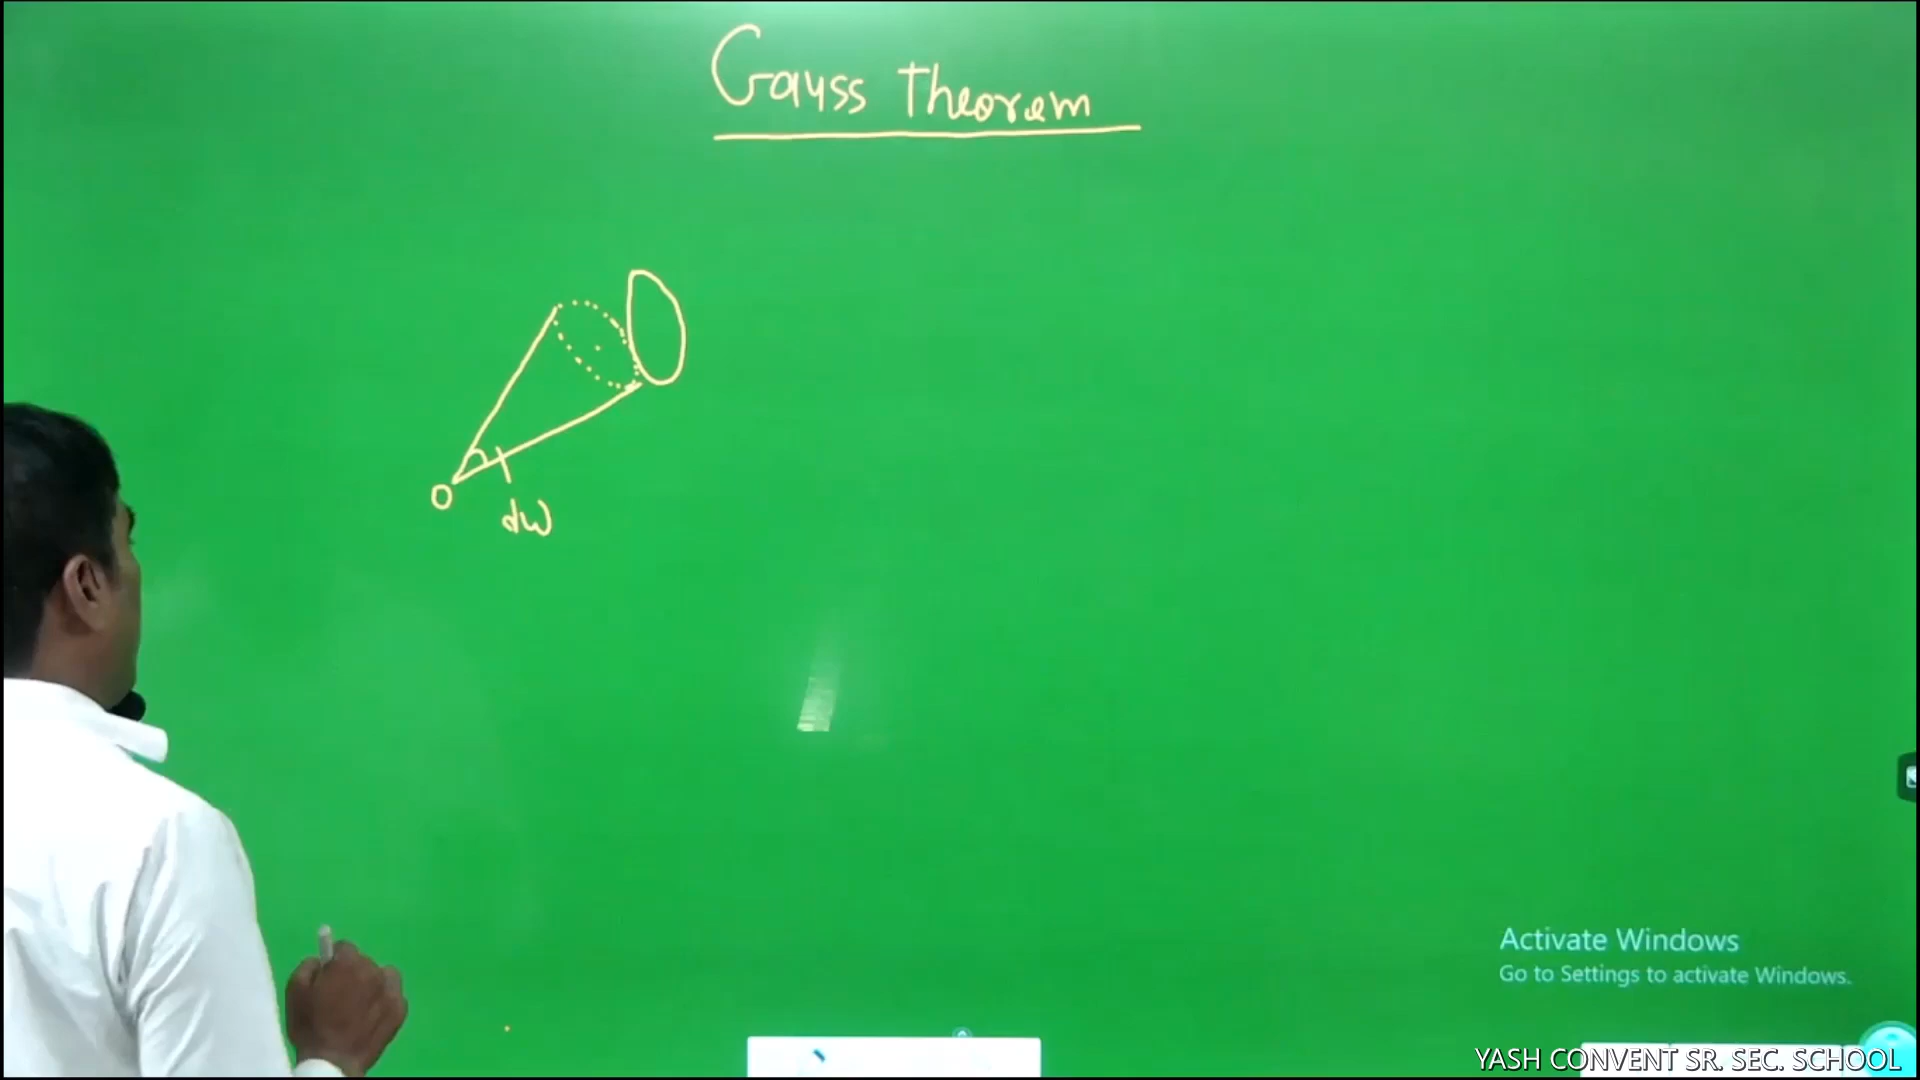 Gauss Theorem
O
dw
Activate Windows
Go to Settings to activate Windows.
YASH CONVENT SR. SEC. SCHOOL